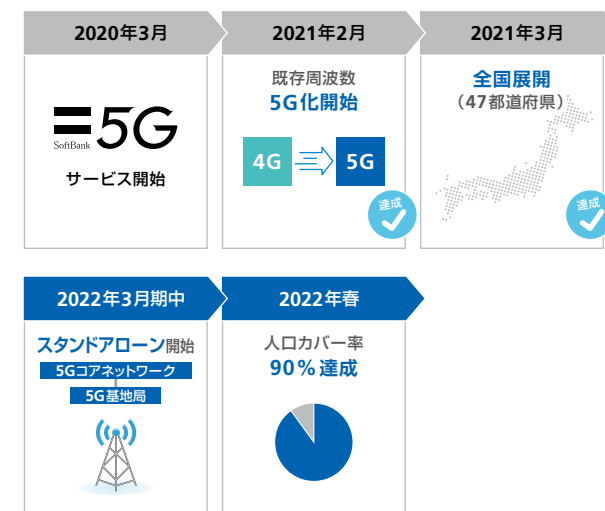 2020年3月
2021年2月
2021年3月
SoftBank 5G
サービス開始
既存周波数
5G化開始
4G
5G
達成
全国展開
（47都道府県）
達成
2022年3月期中
2022年春
スタンドアローン開始
5Gコアネットワーク
5G基地局
人口カバー率
90％達成